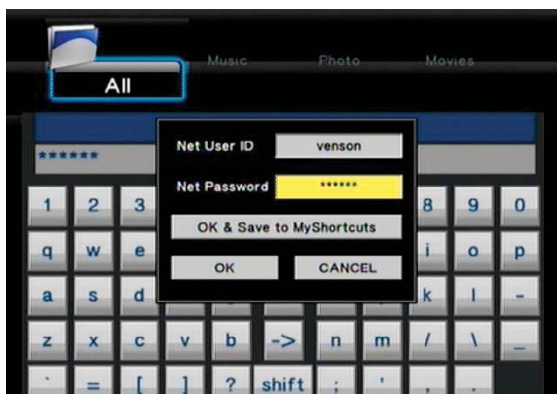 Music Photo Movies
All
******
Net User ID venson
Net Password ******
OK & Save to MyShortcuts
OK CANCEL
1 2 3 8 9 0
q w e i o p
a s d k l -
z x c v b -> n m / \ _
` = [ ] ? shift ; ' , .